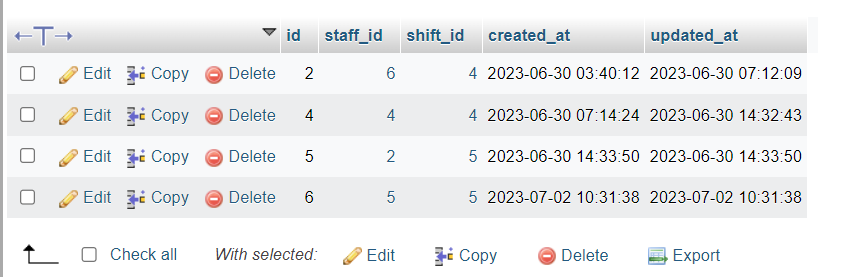 id staff_id shift_id created_at updated_at
Edit Copy Delete 2 6 4 2023-06-30 03:40:12 2023-06-30 07:12:09
Edit Copy Delete 4 4 4 2023-06-30 07:14:24 2023-06-30 14:32:43
Edit Copy Delete 5 2 5 2023-06-30 14:33:50 2023-06-30 14:33:50
Edit Copy Delete 6 5 5 2023-07-02 10:31:38 2023-07-02 10:31:38
Check all With selected: Edit Copy Delete Export